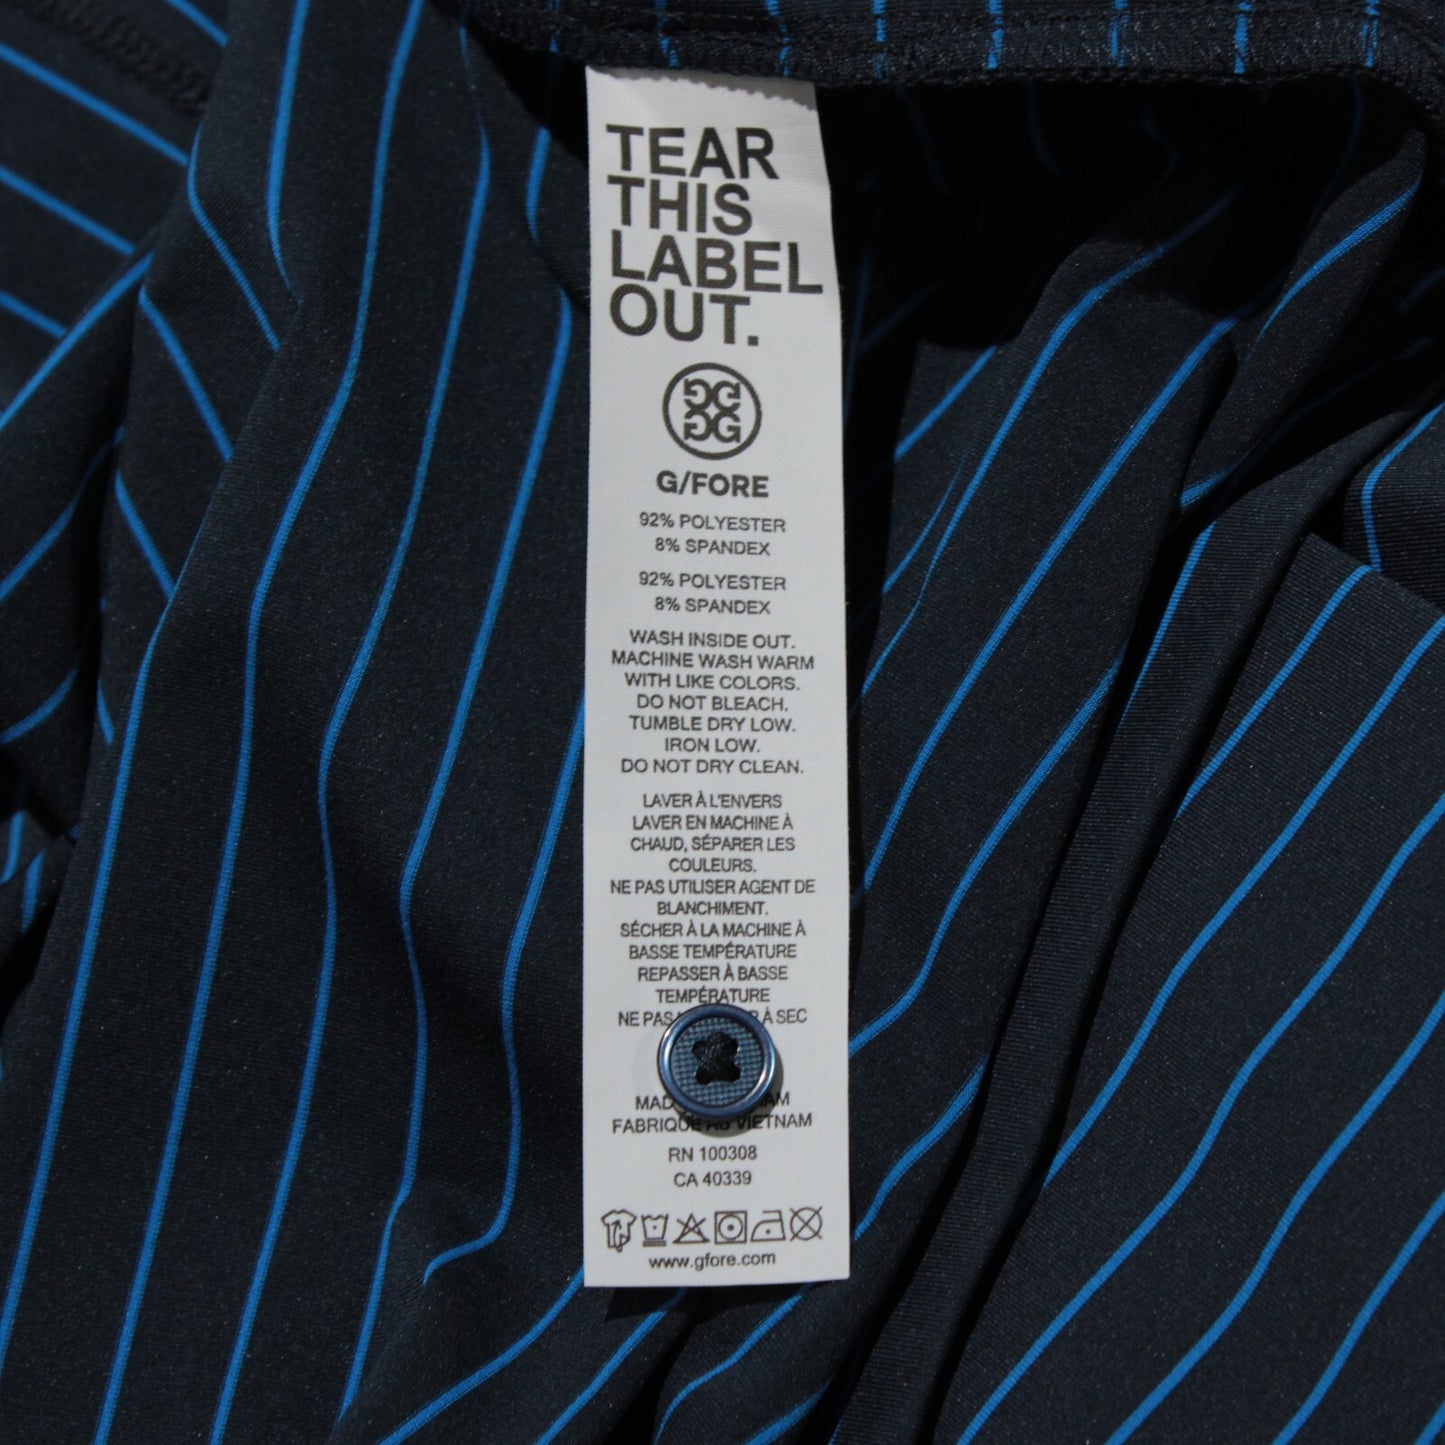 TEAR
THIS
LABEL
OUT.
G/FORE
92% POLYESTER
8% SPANDEX
92% POLYESTER
8% SPANDEX
WASH INSIDE OUT.
MACHINE WASH WARM
WITH LIKE COLORS.
DO NOT BLEACH.
TUMBLE DRY LOW.
IRON LOW.
DO NOT DRY CLEAN.
LAVER À L'ENVERS
LAVER EN MACHINE À
CHAUD, SÉPARER LES
COULEURS.
NE PAS UTILISER AGENT DE
BLANCHIMENT.
SÉCHER À LA MACHINE À
BASSE TEMPÉRATURE
REPASSER À BASSE
TEMPÉRATURE
NE PAS À SEC
FABRIQUÉ AU VIETNAM
RN 100308
CA 40339
www.gfore.com